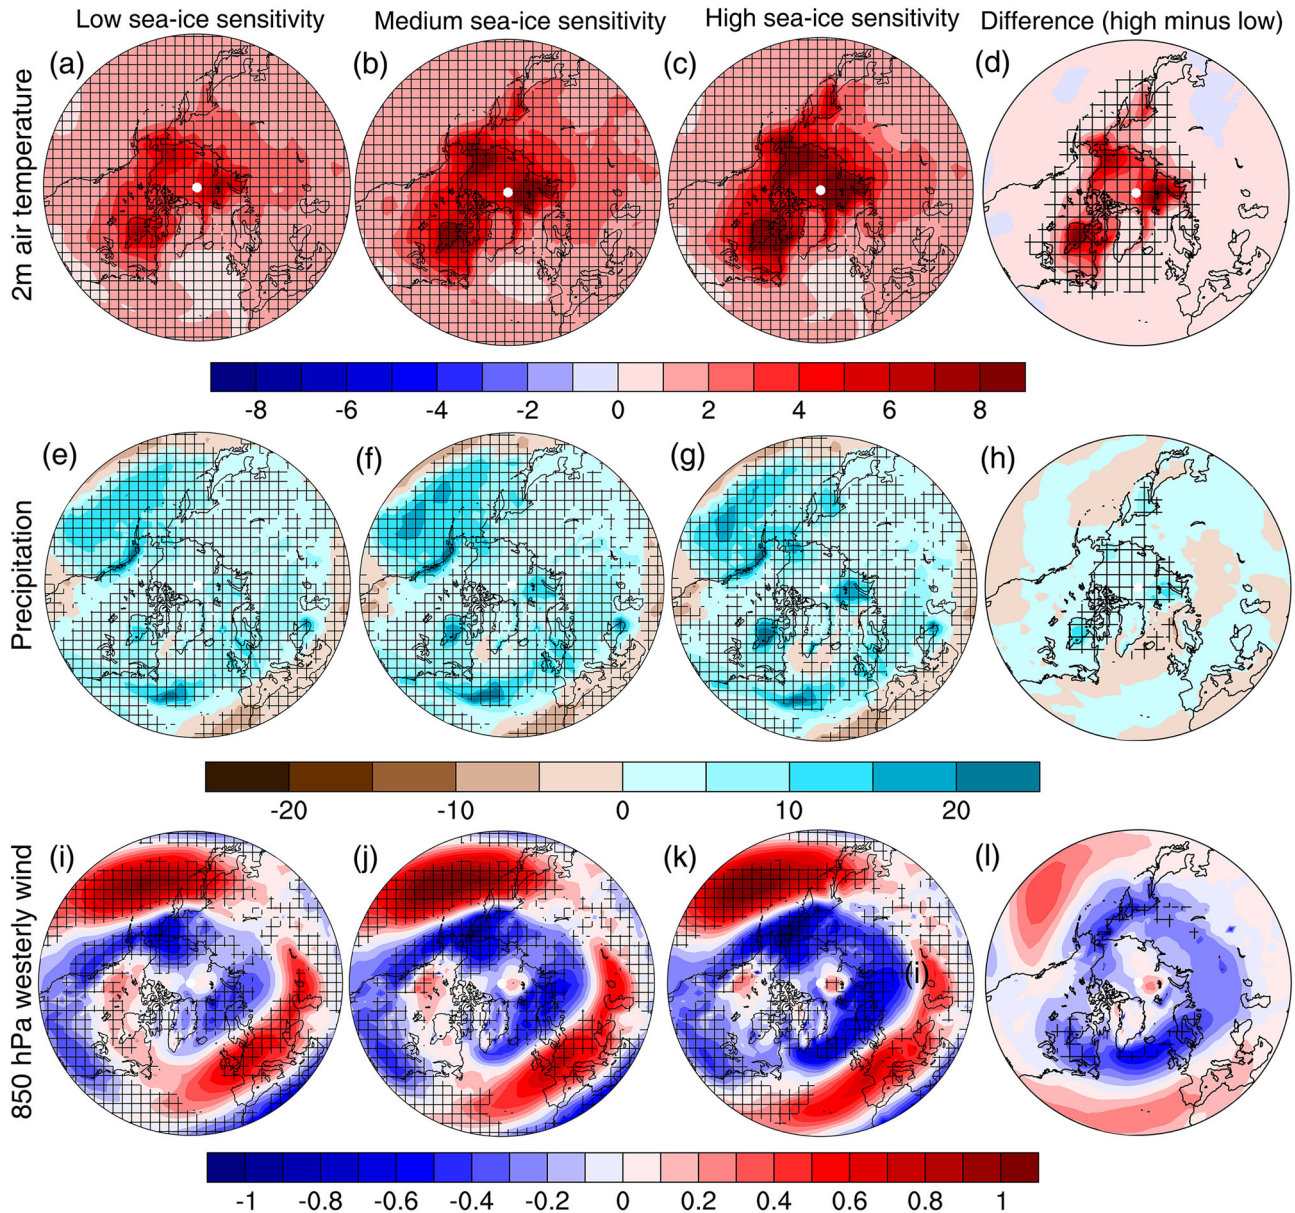 Low sea-ice sensitivity Medium sea-ice sensitivity High sea-ice sensitivity Difference (high minus low)
2m air temperature
(a) (b) (c) (d)
-8 -6 -4 -2 0 2 4 6 8
Precipitation
(e) (f) (g) (h)
-20 -10 0 10 20
850 hPa westerly wind
(i) (j) (k) (l)
(i)
-1 -0.8 -0.6 -0.4 -0.2 0 0.2 0.4 0.6 0.8 1